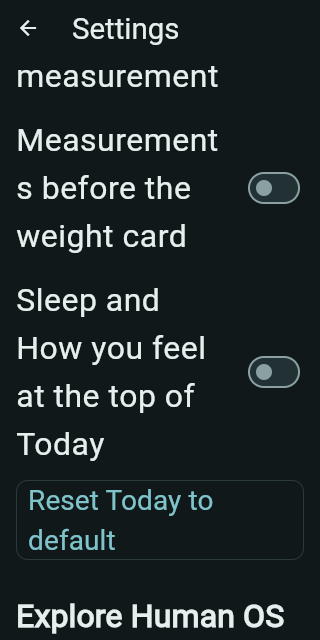 Settings
measurement
Measurement
s before the
weight card
Sleep and
How you feel
at the top of
Today
Reset Today to
default
Explore Human OS